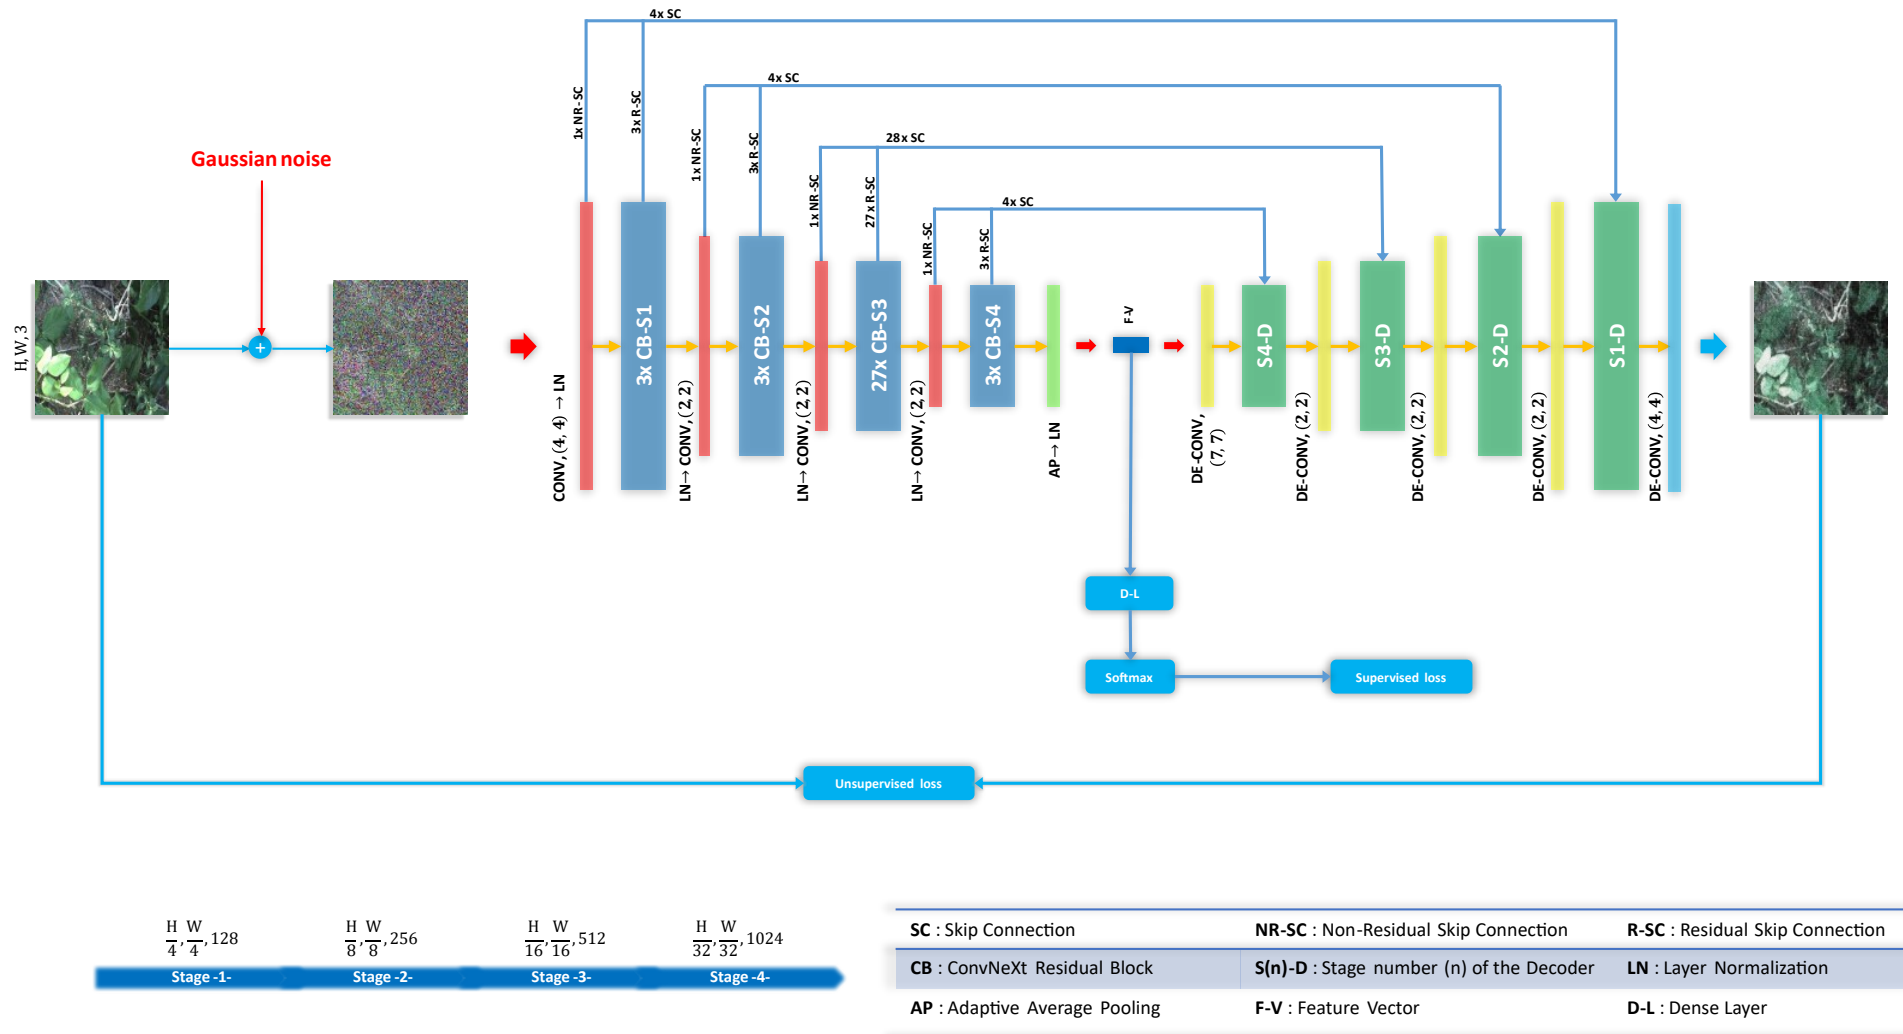 4x SC
4x SC
28x SC
4x SC
1x NR-SC
3x R-SC
1x NR-SC
3x R-SC
1x NR-SC
27x R-SC
1x NR-SC
3x R-SC
Gaussian noise
+
H, W, 3
CONV, (4, 4) → LN
3x CB-S1
LN→ CONV, (2, 2)
3x CB-S2
LN→ CONV, (2, 2)
27x CB-S3
LN→ CONV, (2, 2)
3x CB-S4
AP→ LN
F-V
DE-CONV,
(7, 7)
S4-D
DE-CONV, (2, 2)
S3-D
DE-CONV, (2, 2)
S2-D
DE-CONV, (2, 2)
S1-D
DE-CONV, (4, 4)
D-L
Softmax
Supervised loss
Unsupervised loss
H/4, W/4, 128
H/8, W/8, 256
H/16, W/16, 512
H/32, W/32, 1024
Stage -1-
Stage -2-
Stage -3-
Stage -4-
SC : Skip Connection
NR-SC : Non-Residual Skip Connection
R-SC : Residual Skip Connection
CB : ConvNeXt Residual Block
S(n)-D : Stage number (n) of the Decoder
LN : Layer Normalization
AP : Adaptive Average Pooling
F-V : Feature Vector
D-L : Dense Layer